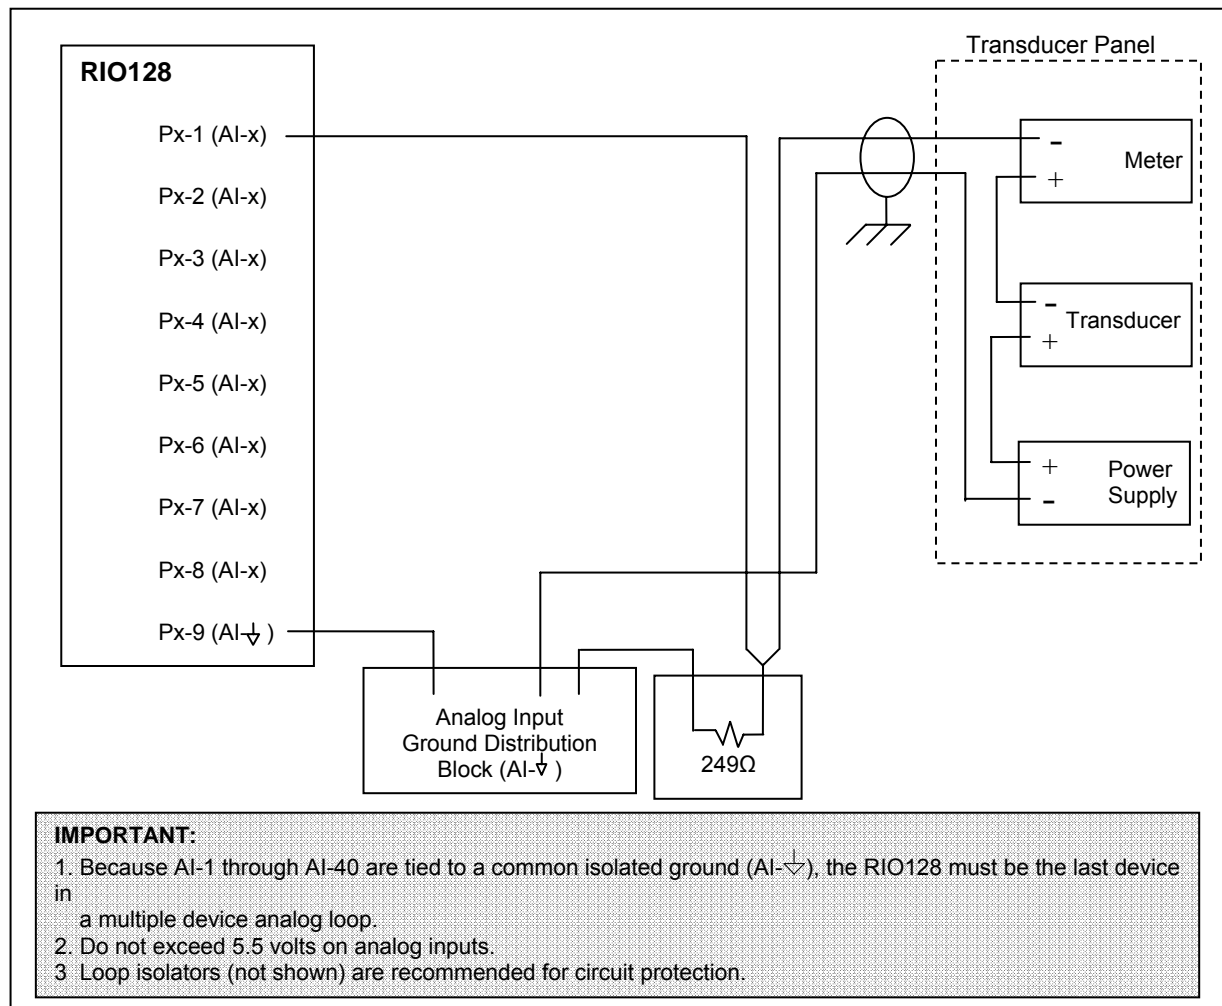 Transducer Panel
RIO128
Px-1 (AI-x)
Px-2 (AI-x)
Px-3 (AI-x)
Px-4 (AI-x)
Px-5 (AI-x)
Px-6 (AI-x)
Px-7 (AI-x)
Px-8 (AI-x)
Px-9 (AI-⏚ )
-
+
Meter
-
+
Transducer
+
-
Power
Supply
Analog Input
Ground Distribution
Block (AI-⏚ )
249Ω
IMPORTANT:
1. Because AI-1 through AI-40 are tied to a common isolated ground (AI-⏚), the RIO128 must be the last device
in
a multiple device analog loop.
2. Do not exceed 5.5 volts on analog inputs.
3 Loop isolators (not shown) are recommended for circuit protection.